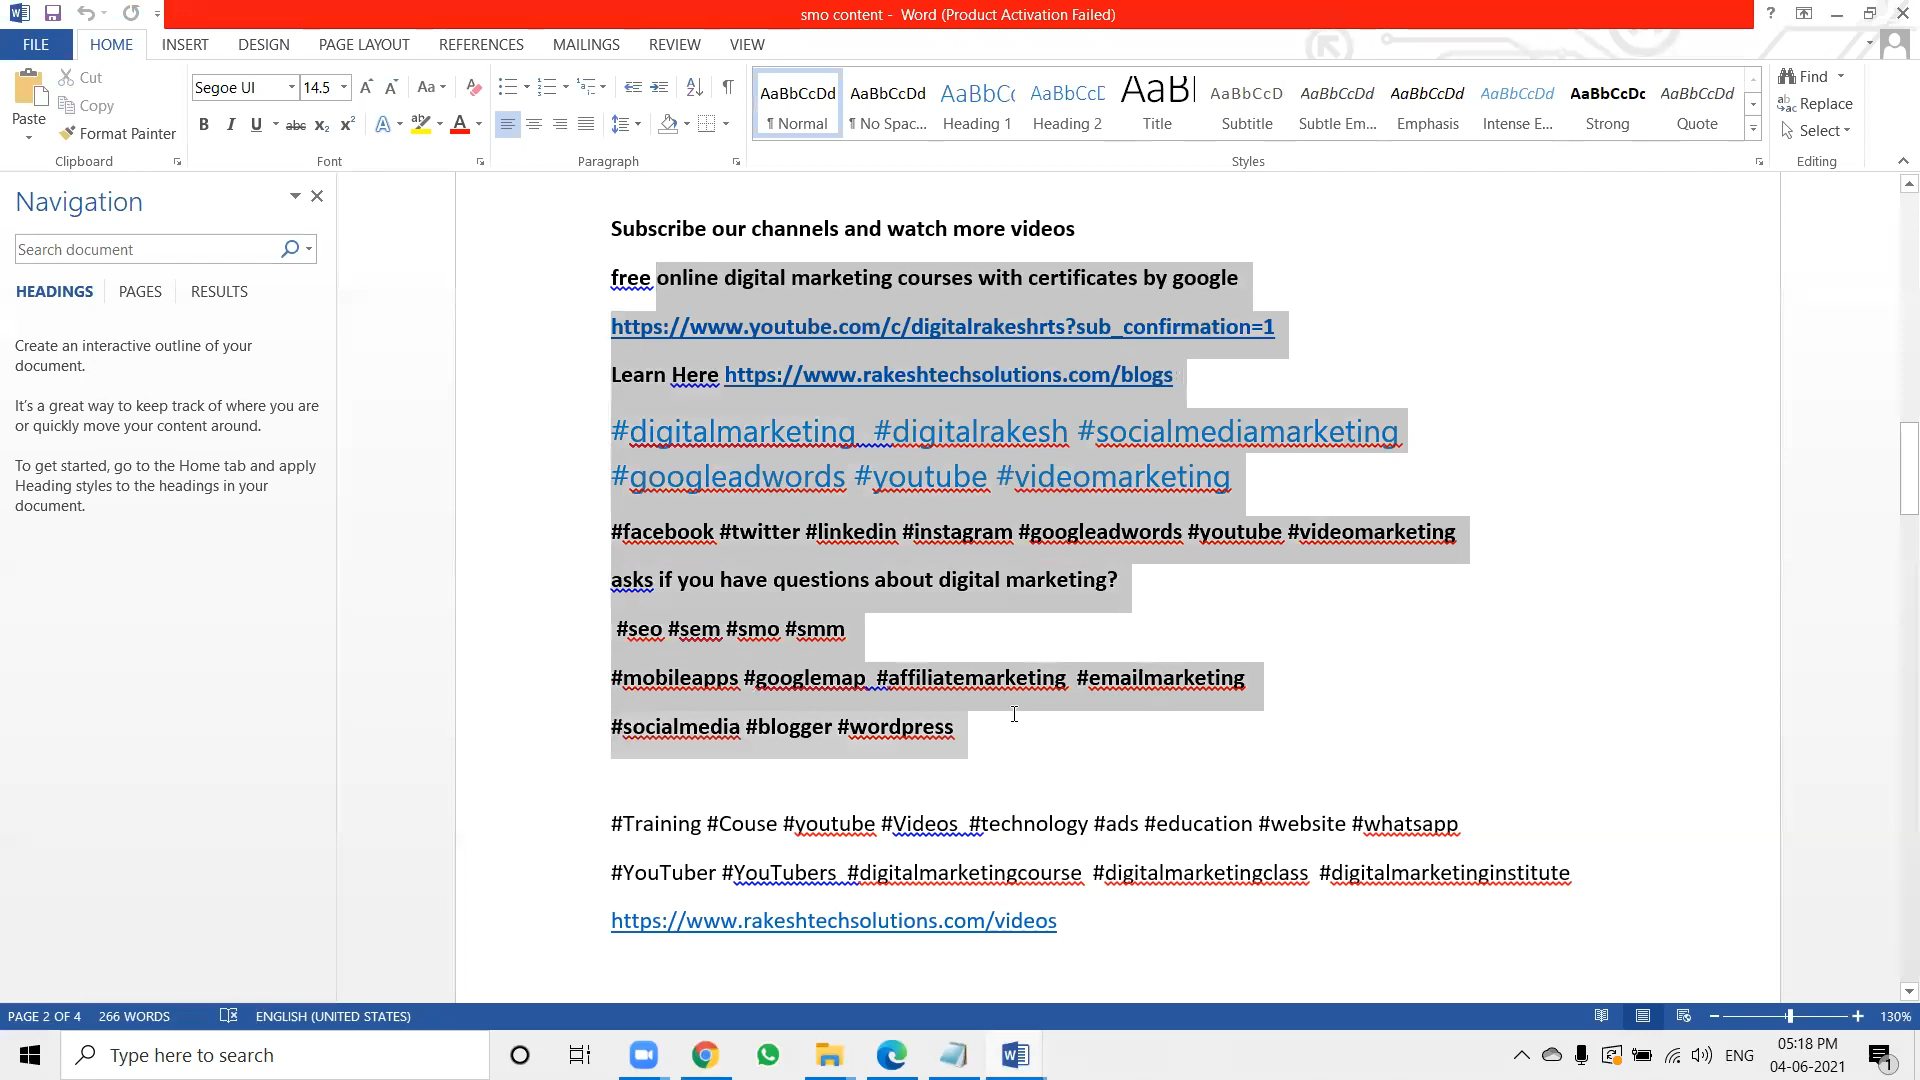 smo content - Word (Product Activation Failed)
FILE HOME INSERT DESIGN PAGE LAYOUT REFERENCES MAILINGS REVIEW VIEW
Paste
Cut
Copy
Format Painter
Clipboard
Segoe UI 14.5
Font
Paragraph
AaBbCcDd AaBbCcDd AaBbCc AaBbCcD AaBb AaBbCcD AaBbCcDd AaBbCcDd AaBbCcDd AaBbCcDc AaBbCcDd
¶ Normal ¶ No Spac... Heading 1 Heading 2 Title Subtitle Subtle Em... Emphasis Intense E... Strong Quote
Styles
Find
Replace
Select
Editing
Navigation
Search document
HEADINGS PAGES RESULTS
Create an interactive outline of your
document.
It's a great way to keep track of where you are
or quickly move your content around.
To get started, go to the Home tab and apply
Heading styles to the headings in your
document.
Subscribe our channels and watch more videos
free online digital marketing courses with certificates by google
https://www.youtube.com/c/digitalrakeshrts?sub_confirmation=1
Learn Here https://www.rakeshtechsolutions.com/blogs
#digitalmarketing #digitalrakesh #socialmediamarketing
#googleadwords #youtube #videomarketing
#facebook #twitter #linkedin #instagram #googleadwords #youtube #videomarketing
asks if you have questions about digital marketing?
#seo #sem #smo #smm
#mobileapps #googlemap #affiliatemarketing #emailmarketing
#socialmedia #blogger #wordpress
#Training #Couse #youtube #Videos #technology #ads #education #website #whatsapp
#YouTuber #YouTubers #digitalmarketingcourse #digitalmarketingclass #digitalmarketinginstitute
https://www.rakeshtechsolutions.com/videos
PAGE 2 OF 4 266 WORDS ENGLISH (UNITED STATES) 130%
Type here to search
ENG
05:18 PM
04-06-2021
1